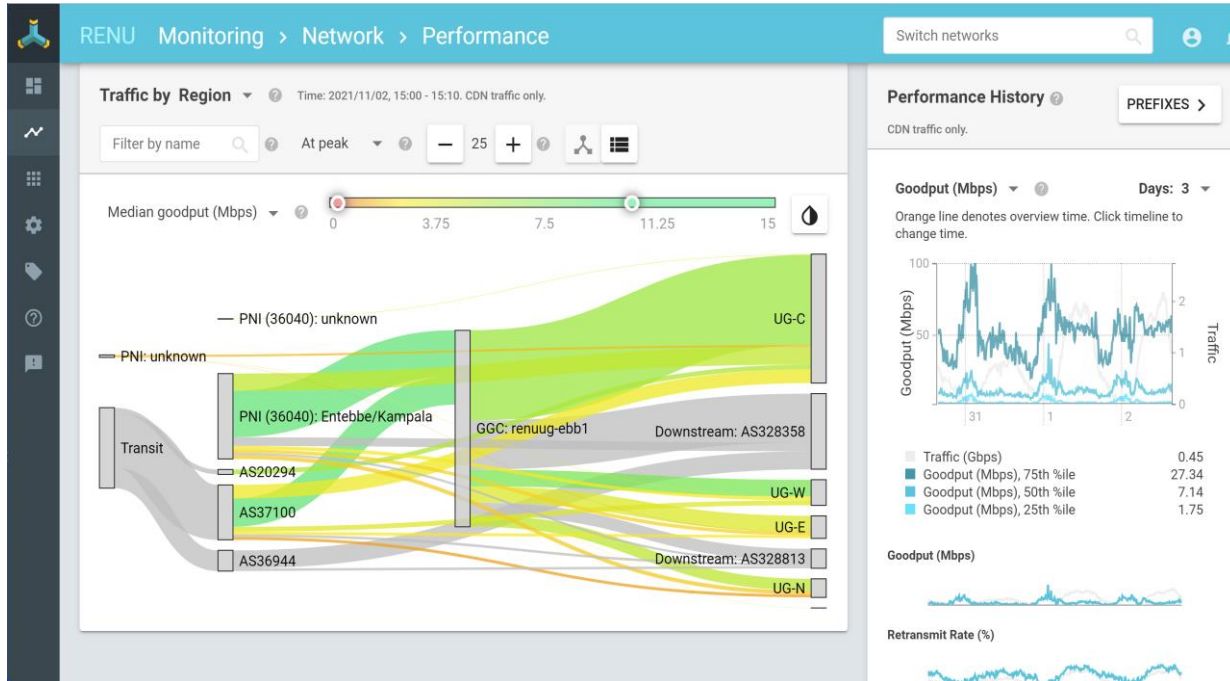 RENU Monitoring > Network > Performance
Switch networks
Traffic by Region
Time: 2021/11/02, 15:00 - 15:10. CDN traffic only.
Filter by name
At peak
− 25 +
Median goodput (Mbps)
0 3.75 7.5 11.25 15
PNI (36040): unknown
UG-C
PNI: unknown
PNI (36040): Entebbe/Kampala
GGC: renuug-ebb1
Downstream: AS328358
Transit
AS20294
UG-W
AS37100
UG-E
AS36944
Downstream: AS328813
UG-N
Performance History
PREFIXES >
CDN traffic only.
Goodput (Mbps)
Days: 3
Orange line denotes overview time. Click timeline to
change time.
Goodput (Mbps)
100
50
0
2
1
0
Traffic
31 1 2
Traffic (Gbps) 0.45
Goodput (Mbps), 75th %ile 27.34
Goodput (Mbps), 50th %ile 7.14
Goodput (Mbps), 25th %ile 1.75
Goodput (Mbps)
Retransmit Rate (%)